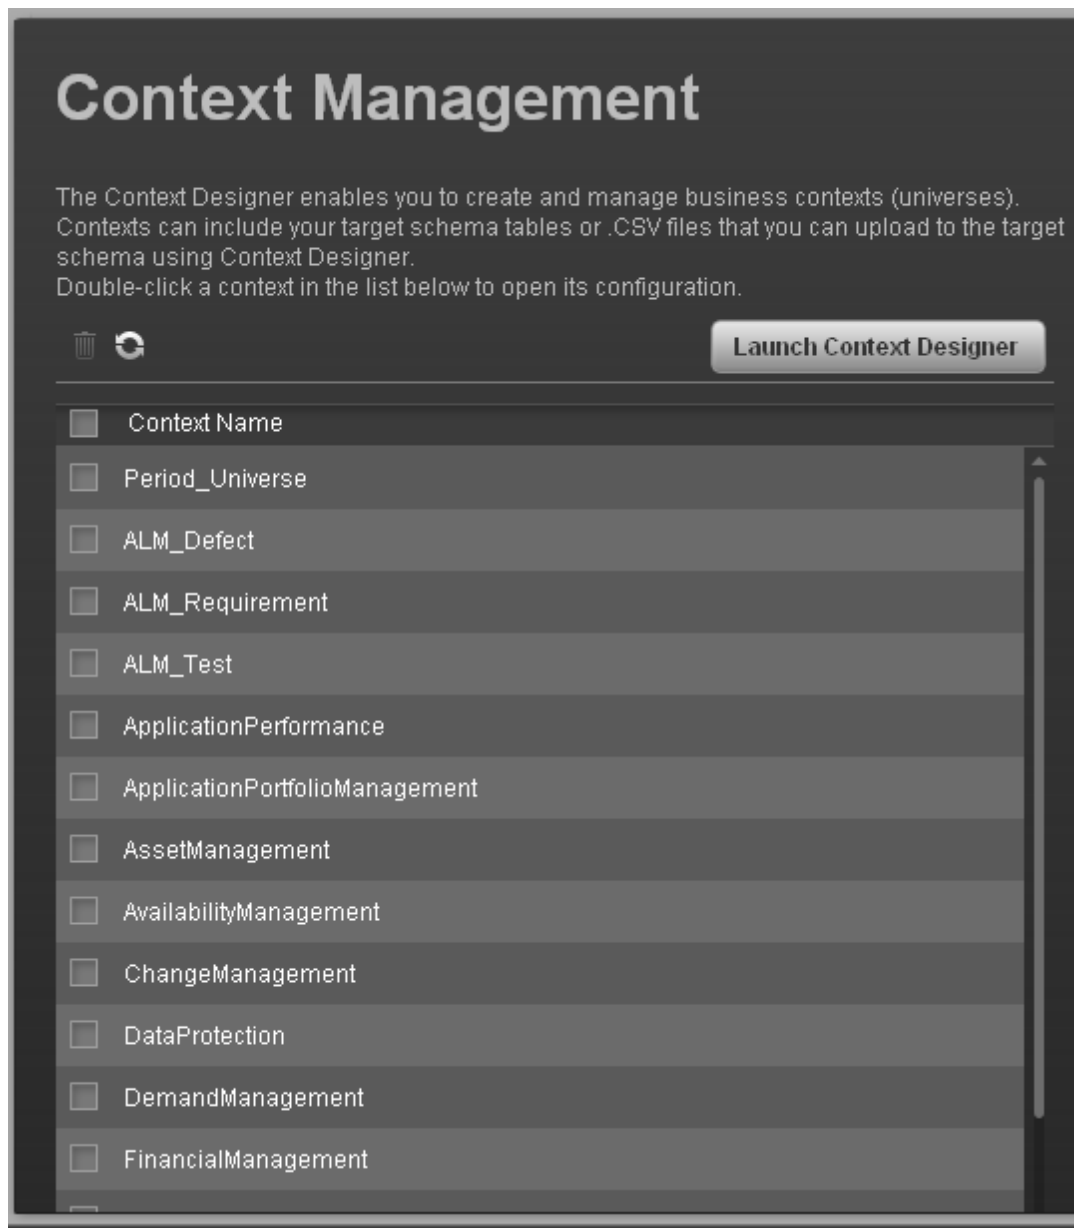 Context Management
The Context Designer enables you to create and manage business contexts (universes).
Contexts can include your target schema tables or .CSV files that you can upload to the target
schema using Context Designer.
Double-click a context in the list below to open its configuration.
Launch Context Designer
Context Name
Period_Universe
ALM_Defect
ALM_Requirement
ALM_Test
ApplicationPerformance
ApplicationPortfolioManagement
AssetManagement
AvailabilityManagement
ChangeManagement
DataProtection
DemandManagement
FinancialManagement